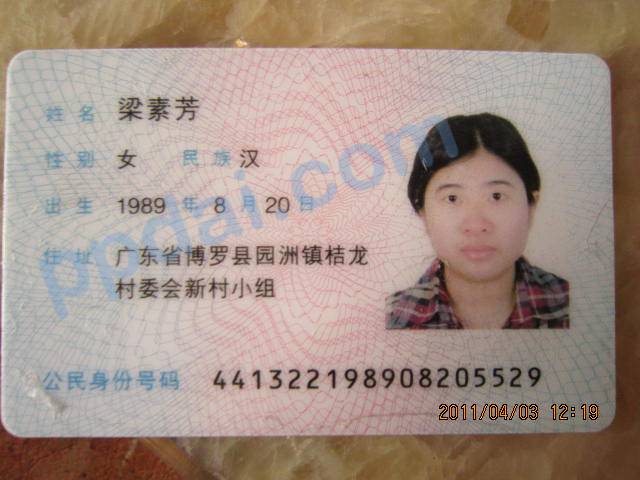 姓名 梁素芳
性别 女 民族 汉
出生 1989 年 8 月 20 日
住址 广东省博罗县园洲镇桔龙
村委会新村小组
公民身份号码 441322198908205529
2011/04/03 12:19
ppdai.com